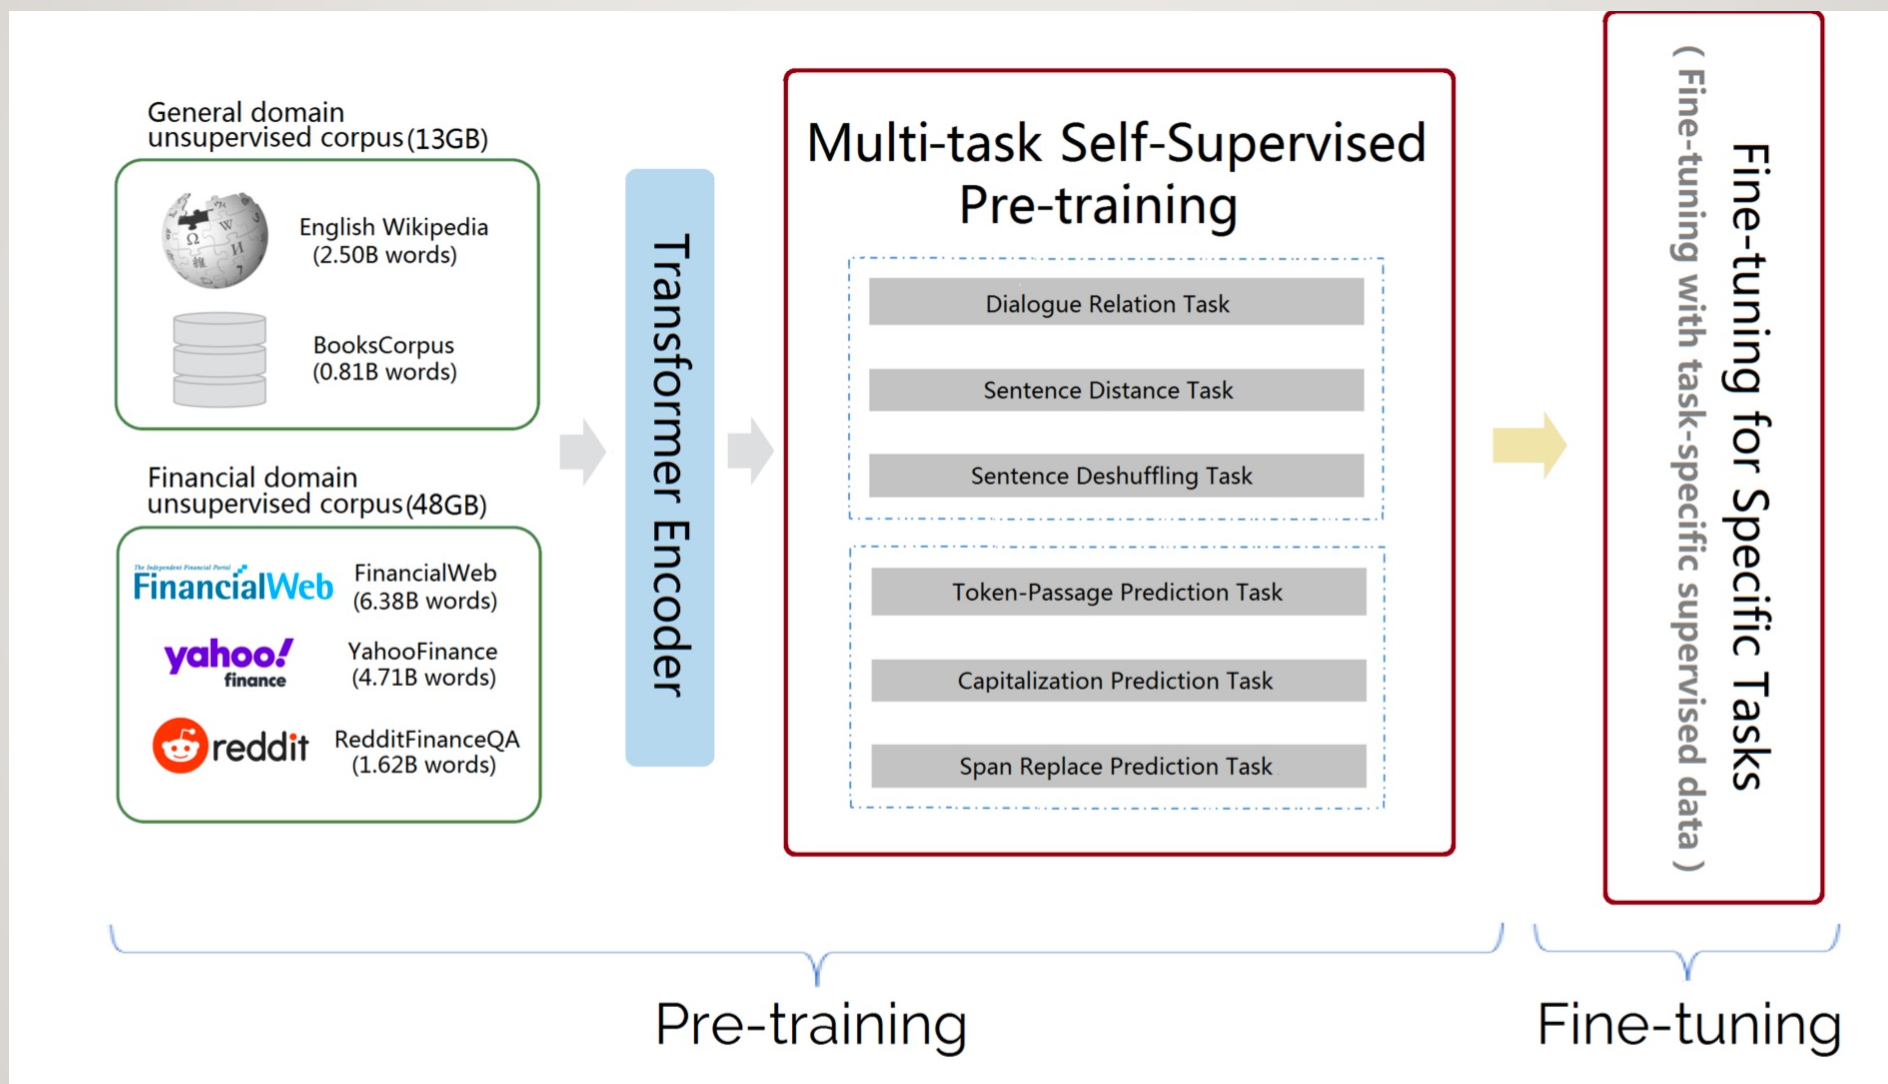 General domain
unsupervised corpus(13GB)
English Wikipedia
(2.50B words)
BooksCorpus
(0.81B words)
Financial domain
unsupervised corpus(48GB)
The Independent Financial Portal
FinancialWeb
FinancialWeb
(6.38B words)
yahoo!
finance
YahooFinance
(4.71B words)
reddit
RedditFinanceQA
(1.62B words)
Transformer Encoder
Multi-task Self-Supervised
Pre-training
Dialogue Relation Task
Sentence Distance Task
Sentence Deshuffling Task
Token-Passage Prediction Task
Capitalization Prediction Task
Span Replace Prediction Task
Fine-tuning for Specific Tasks
( Fine-tuning with task-specific supervised data )
Pre-training
Fine-tuning